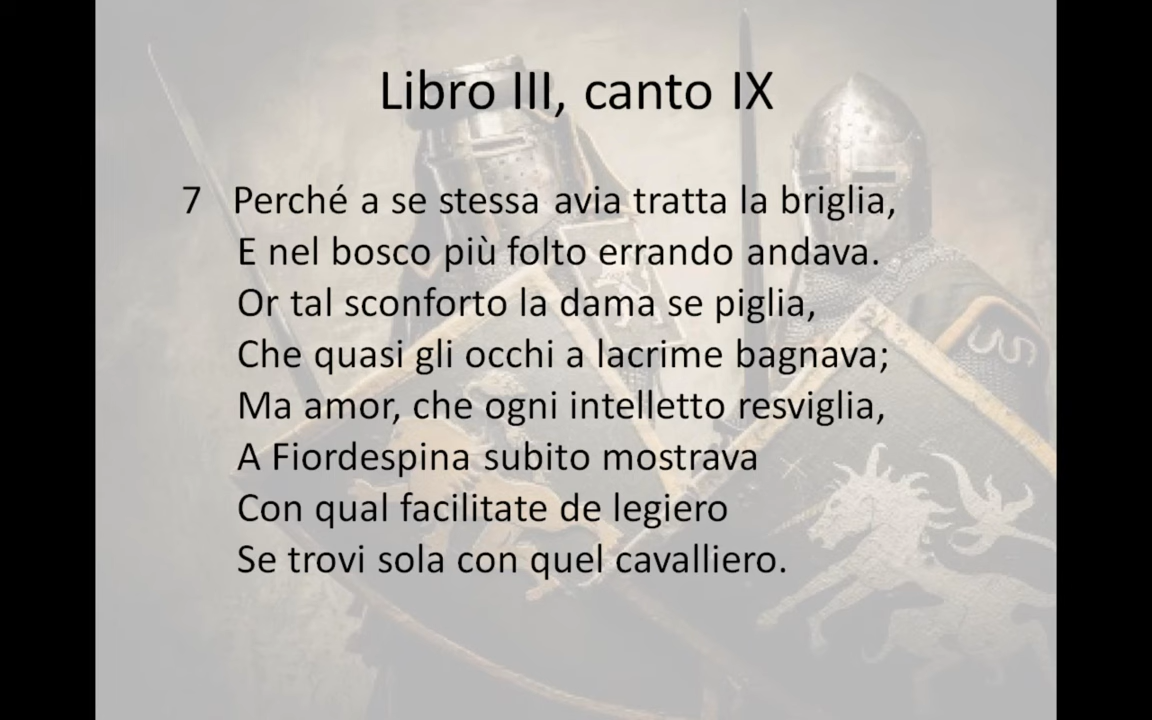 Libro III, canto IX
7 Perché a se stessa avia tratta la briglia,
E nel bosco più folto errando andava.
Or tal sconforto la dama se piglia,
Che quasi gli occhi a lacrime bagnava;
Ma amor, che ogni intelletto resviglia,
A Fiordespina subito mostrava
Con qual facilitate de legiero
Se trovi sola con quel cavalliero.